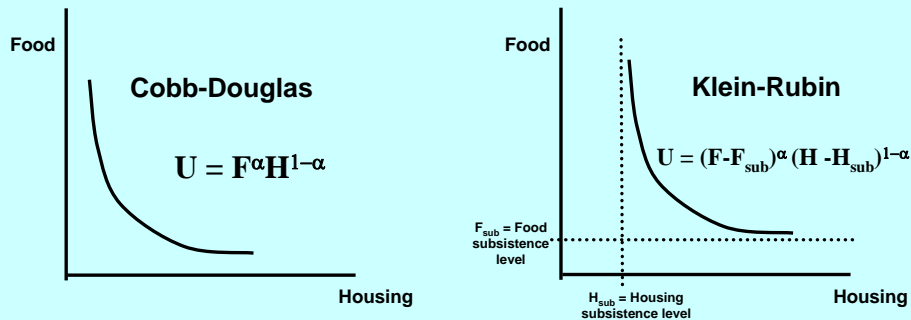 Food
Cobb-Douglas
U = FᵅH¹⁻ᵅ
Housing
Food
Klein-Rubin
U = (F-F_sub)ᵅ (H -H_sub)¹⁻ᵅ
F_sub = Food
subsistence
level
Housing
H_sub = Housing
subsistence level